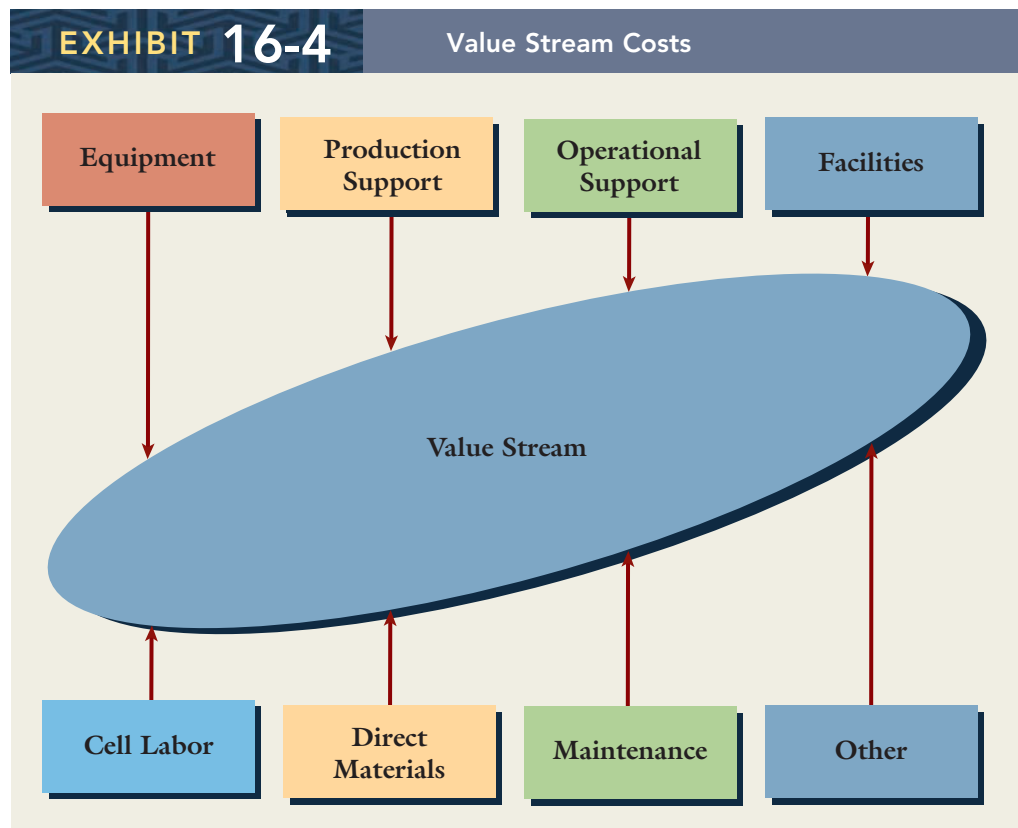 EXHIBIT 16-4
Value Stream Costs
Equipment
Production
Support
Operational
Support
Facilities
Value Stream
Cell Labor
Direct
Materials
Maintenance
Other